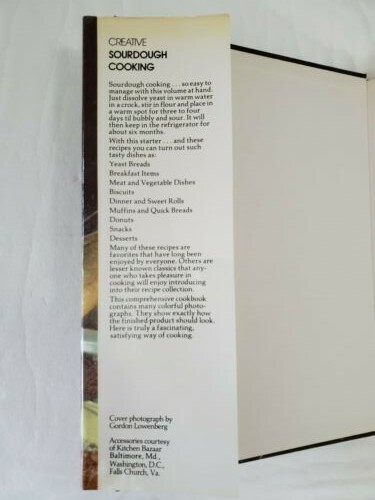 CREATIVE
SOURDOUGH
COOKING
Sourdough cooking . . . so easy to
manage with this volume at hand.
Just dissolve yeast in warm water
in a crock, stir in flour and place in
a warm spot for three to four
days til bubbly and sour. It will
then keep in the refrigerator for
about six months.
With this starter . . . and these
recipes you can turn out such
tasty dishes as:
Yeast Breads
Breakfast Items
Meat and Vegetable Dishes
Biscuits
Dinner and Sweet Rolls
Muffins and Quick Breads
Donuts
Snacks
Desserts
Many of these recipes are
favorites that have long been
enjoyed by everyone. Others are
lesser known classics that any-
one who takes pleasure in
cooking will enjoy introducing
into their recipe collection.
This comprehensive cookbook
contains many colorful photo-
graphs. They show exactly how
the finished product should look.
Here is truly a fascinating,
satisfying way of cooking.
Cover photograph by
Gordon Lowenberg
Accessories courtesy
of Kitchen Bazaar
Baltimore, Md.,
Washington, D.C.,
Falls Church, Va.